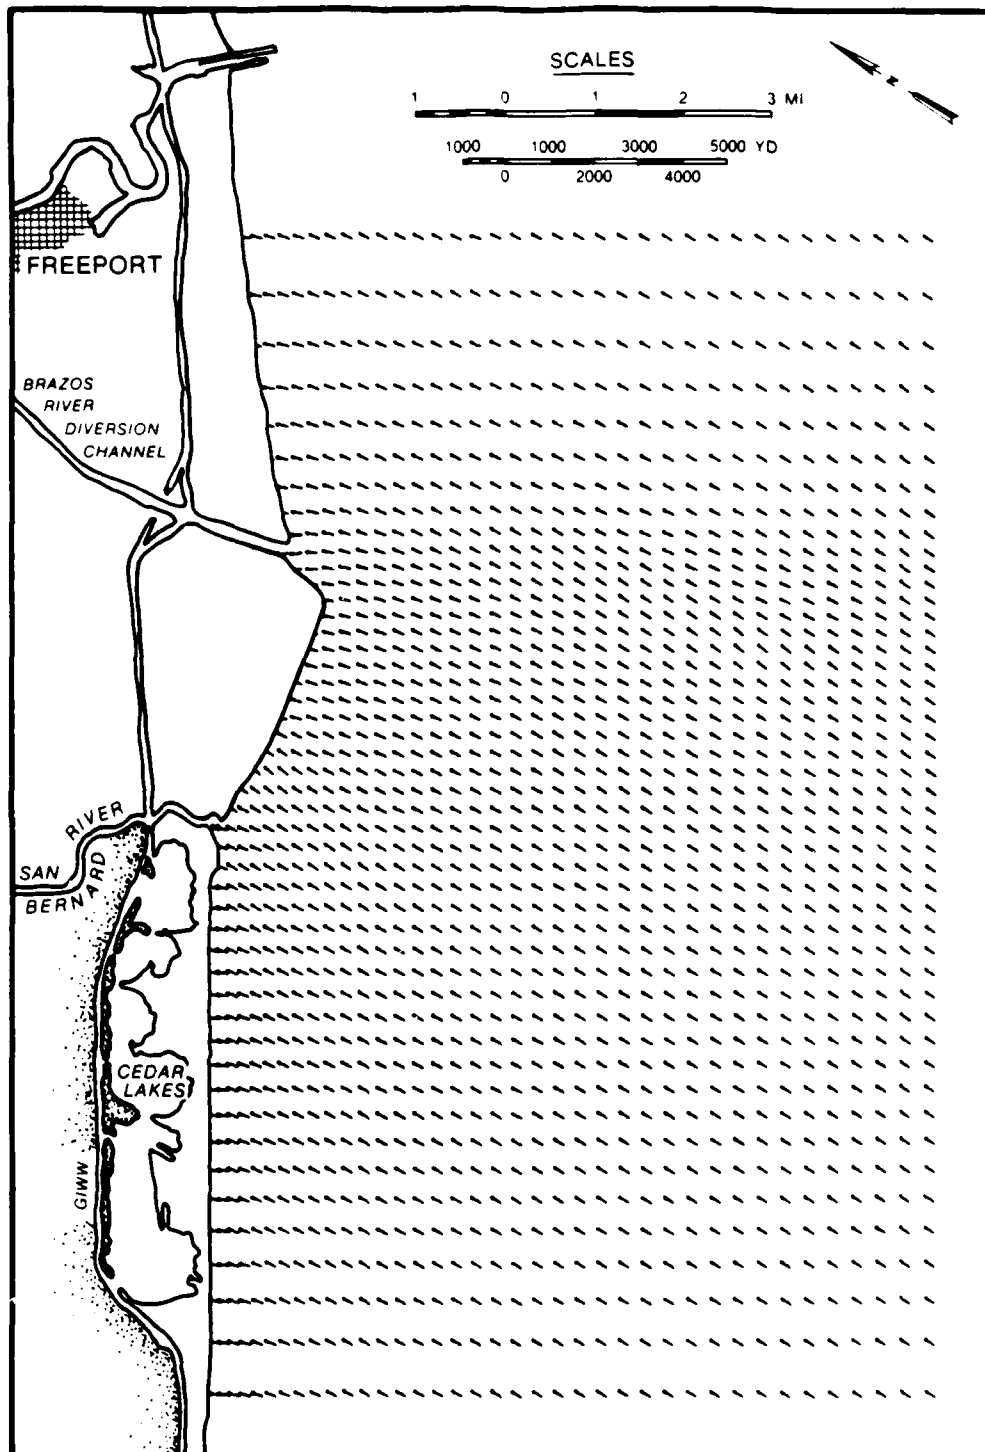 SCALES
1 0 1 2 3 MI
1000 1000 3000 5000 YD
0 2000 4000
N
FREEPORT
BRAZOS
RIVER
DIVERSION
CHANNEL
SAN BERNARD RIVER
CEDAR
LAKES
GIWW